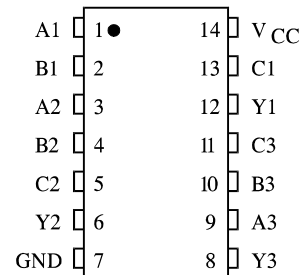 A1 1 14 VCC
B1 2 13 C1
A2 3 12 Y1
B2 4 11 C3
C2 5 10 B3
Y2 6 9 A3
GND 7 8 Y3